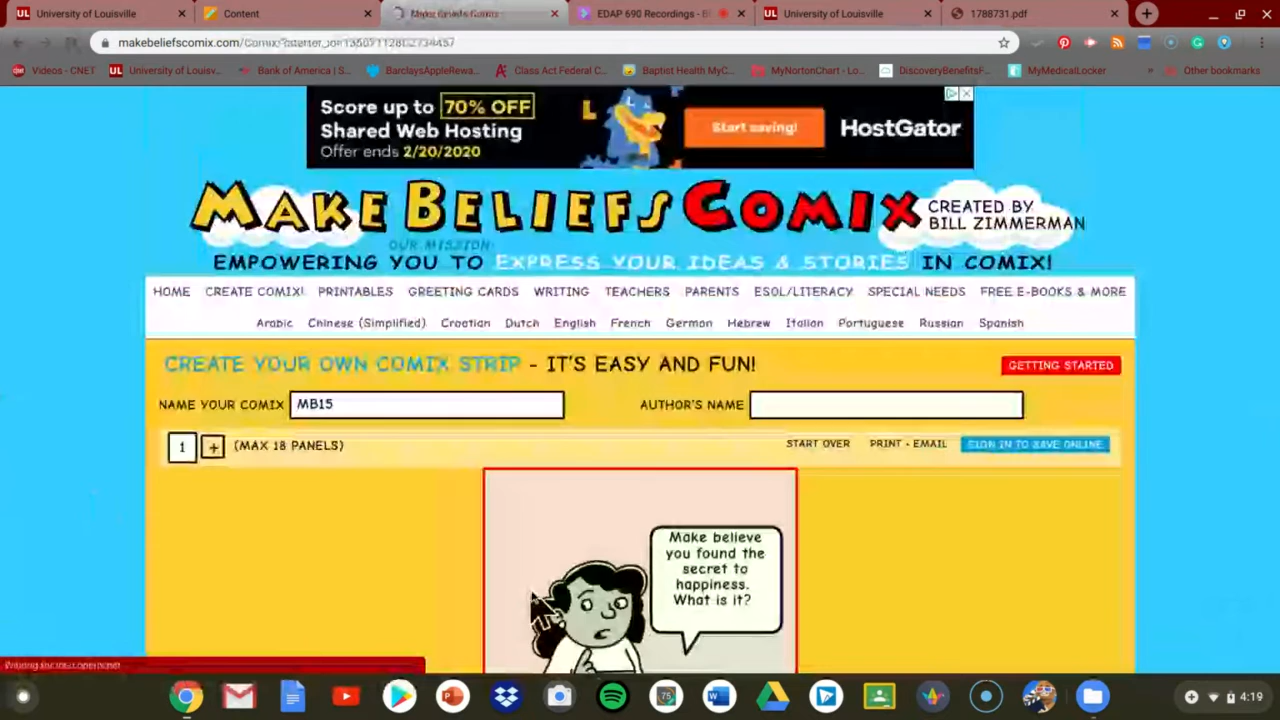 University of Louisville
Content
Make Beliefs Comix
EDAP 690 Recordings - Bl
University of Louisville
1788731.pdf
Videos - CNET
University of Louisv...
Bank of America | S...
BarclaysAppleRewa...
Class Act Federal C...
Baptist Health MyC...
MyNortonChart - Lo...
DiscoveryBenefitsF...
MyMedicalLocker
Other bookmarks
Score up to 70% OFF
Shared Web Hosting
Offer ends 2/20/2020
Start saving!
HostGator
MAKE BELIEFS COMIX
CREATED BY
BILL ZIMMERMAN
OUR MISSION:
EMPOWERING YOU TO EXPRESS YOUR IDEAS & STORIES IN COMIX!
HOME CREATE COMIX! PRINTABLES GREETING CARDS WRITING TEACHERS PARENTS ESOL/LITERACY SPECIAL NEEDS FREE E-BOOKS & MORE
Arabic Chinese (Simplified) Croatian Dutch English French German Hebrew Italian Portuguese Russian Spanish
CREATE YOUR OWN COMIX STRIP - IT'S EASY AND FUN!
GETTING STARTED
NAME YOUR COMIX MB15
AUTHOR'S NAME
1 + (MAX 18 PANELS)
START OVER PRINT - EMAIL SIGN IN TO SAVE ONLINE
Make believe
you found the
secret to
happiness.
What is it?
4:19